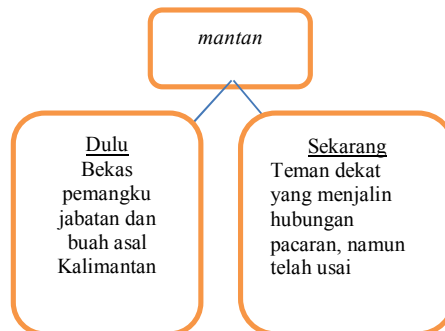 mantan
Dulu
Bekas
pemangku
jabatan dan
buah asal
Kalimantan
Sekarang
Teman dekat
yang menjalin
hubungan
pacaran, namun
telah usai